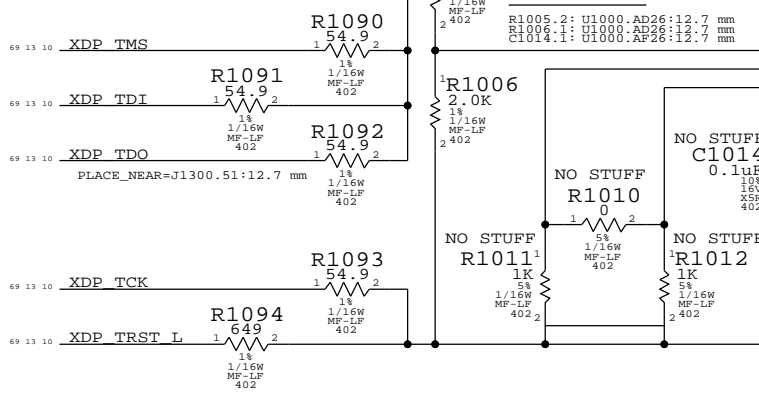 1/16W
MF-LF
2 402
R1005.2: U1000.AD26:12.7 mm
R1006.1: U1000.AD26:12.7 mm
C1014.1: U1000.AF26:12.7 mm
R1090
54.9
69 13 10 XDP_TMS 1 2
1%
1/16W
MF-LF
402
R1091
54.9
69 13 10 XDP_TDI 1 2
1%
1/16W
MF-LF
402
1 R1006
2.0K
1%
1/16W
MF-LF
2 402
R1092
54.9
69 13 10 XDP_TDO 1 2
PLACE_NEAR=J1300.51:12.7 mm
1%
1/16W
MF-LF
402
NO STUFF
C1014
0.1uF
10%
16V
X5R
402
NO STUFF
R1010
0
1 2
5%
1/16W
MF-LF
402
NO STUFF
R1011 1
1K
5%
1/16W
MF-LF
402 2
NO STUFF
1 R1012
1K
5%
1/16W
MF-LF
2 402
R1093
54.9
69 13 10 XDP_TCK 1 2
1%
1/16W
MF-LF
402
R1094
649
69 13 10 XDP_TRST_L 1 2
1%
1/16W
MF-LF
402